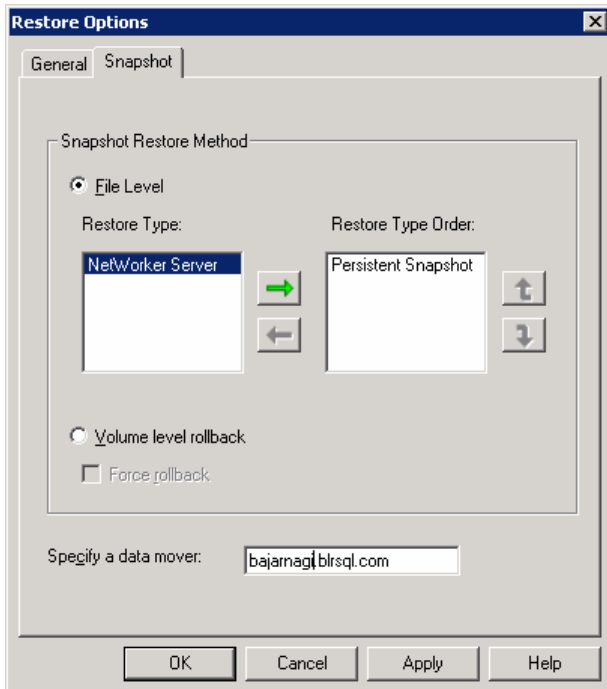 Restore Options
General Snapshot
Snapshot Restore Method
File Level
Restore Type: Restore Type Order:
NetWorker Server Persistent Snapshot
Volume level rollback
Force rollback
Specify a data mover: bajarnagi.blrsql.com
OK Cancel Apply Help